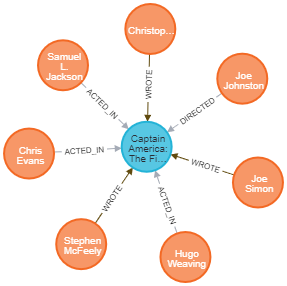 Christop...
Samuel
L.
Jackson
Joe
Johnston
Chris
Evans
Captain
America:
The Fi...
Joe
Simon
Stephen
McFeely
Hugo
Weaving
WROTE
ACTED_IN
DIRECTED
ACTED_IN
WROTE
WROTE
ACTED_IN